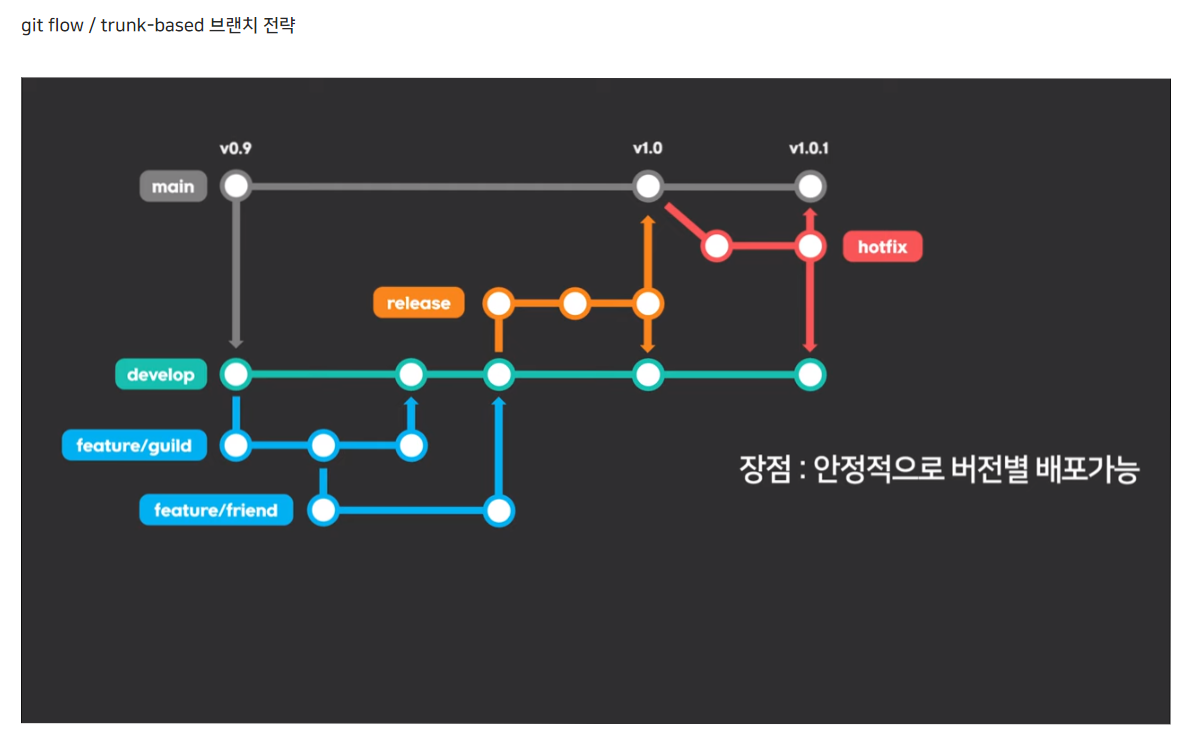 git flow / trunk-based 브랜치 전략
v0.9
v1.0
v1.0.1
main
hotfix
release
develop
feature/guild
장점 : 안정적으로 버전별 배포가능
feature/friend